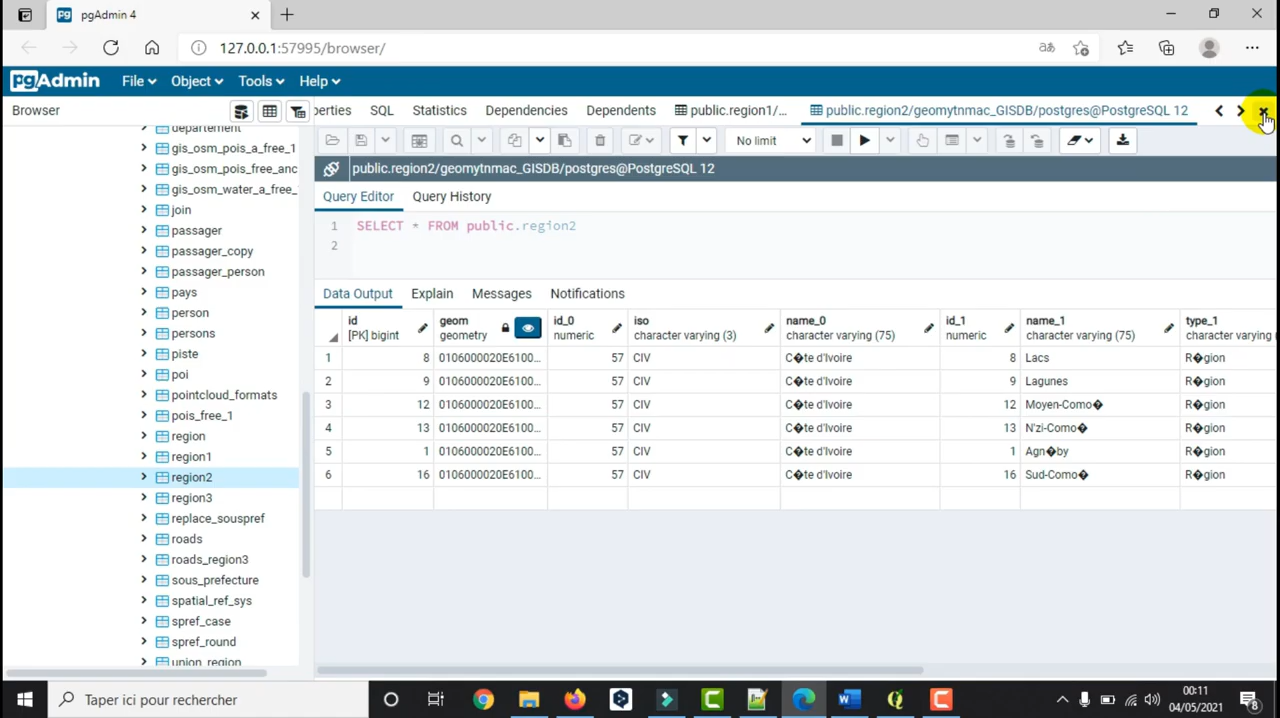 pgAdmin 4
127.0.0.1:57995/browser/
pgAdmin File Object Tools Help
Browser
perties SQL Statistics Dependencies Dependents public.region1/... public.region2/geomytnmac_GISDB/postgres@PostgreSQL 12
No limit
public.region2/geomytnmac_GISDB/postgres@PostgreSQL 12
Query Editor Query History
1 SELECT * FROM public.region2
2
Data Output Explain Messages Notifications
id geom id_0 iso name_0 id_1 name_1 type_1
[PK] bigint geometry numeric character varying (3) character varying (75) numeric character varying (75) character varying (
1 8 0106000020E6100... 57 CIV C�te d'Ivoire 8 Lacs R�gion
2 9 0106000020E6100... 57 CIV C�te d'Ivoire 9 Lagunes R�gion
3 12 0106000020E6100... 57 CIV C�te d'Ivoire 12 Moyen-Como� R�gion
4 13 0106000020E6100... 57 CIV C�te d'Ivoire 13 N'zi-Como� R�gion
5 1 0106000020E6100... 57 CIV C�te d'Ivoire 1 Agn�by R�gion
6 16 0106000020E6100... 57 CIV C�te d'Ivoire 16 Sud-Como� R�gion
departement
gis_osm_pois_a_free_1
gis_osm_pois_free_anc
gis_osm_water_a_free_
join
passager
passager_copy
passager_person
pays
person
persons
piste
poi
pointcloud_formats
pois_free_1
region
region1
region2
region3
replace_souspref
roads
roads_region3
sous_prefecture
spatial_ref_sys
spref_case
spref_round
union_region
Taper ici pour rechercher
00:11
04/05/2021
8